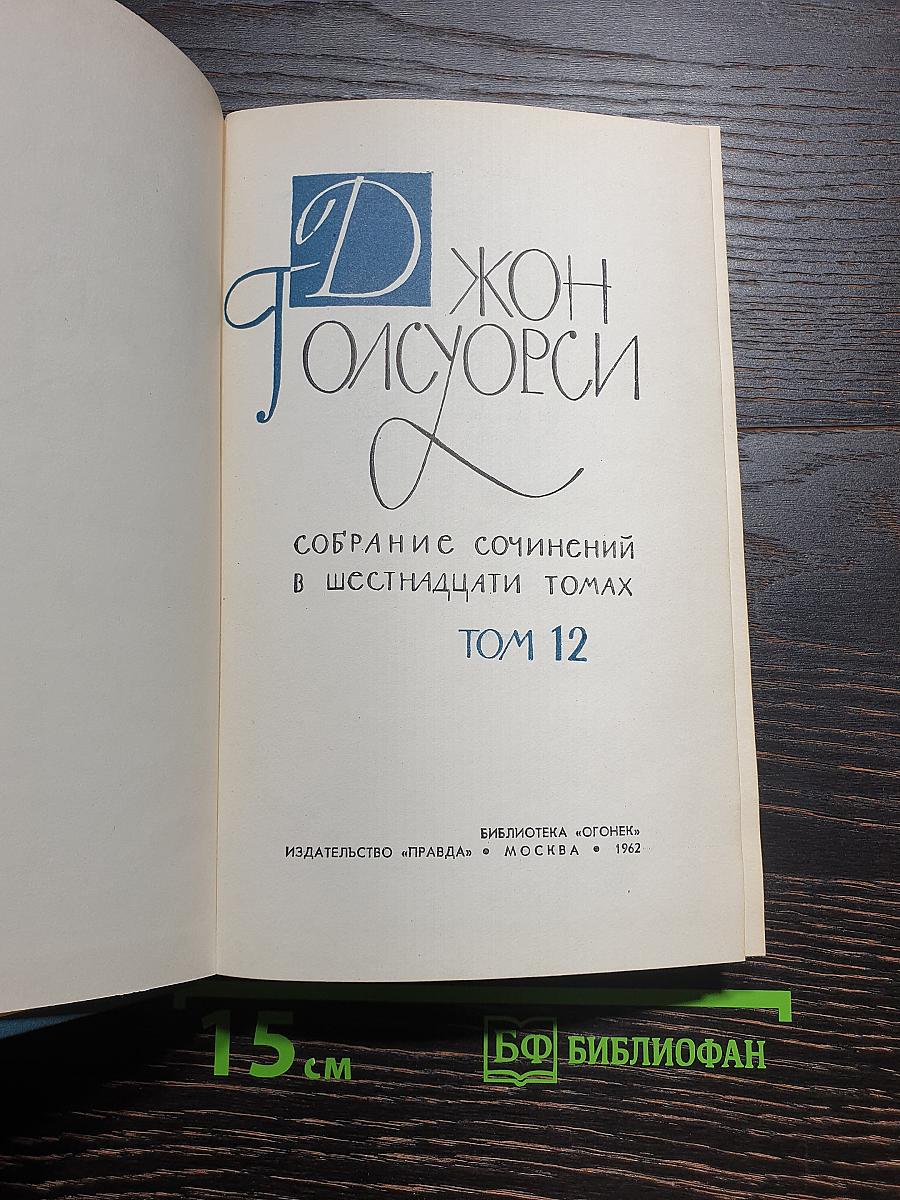 ДЖОН
ГОЛСУОРСИ
СОБРАНИЕ СОЧИНЕНИЙ
В ШЕСТНАДЦАТИ ТОМАХ
ТОМ 12
БИБЛИОТЕКА «ОГОНЕК»
ИЗДАТЕЛЬСТВО «ПРАВДА» • МОСКВА • 1962
15 см
БФ БИБЛИОФАН